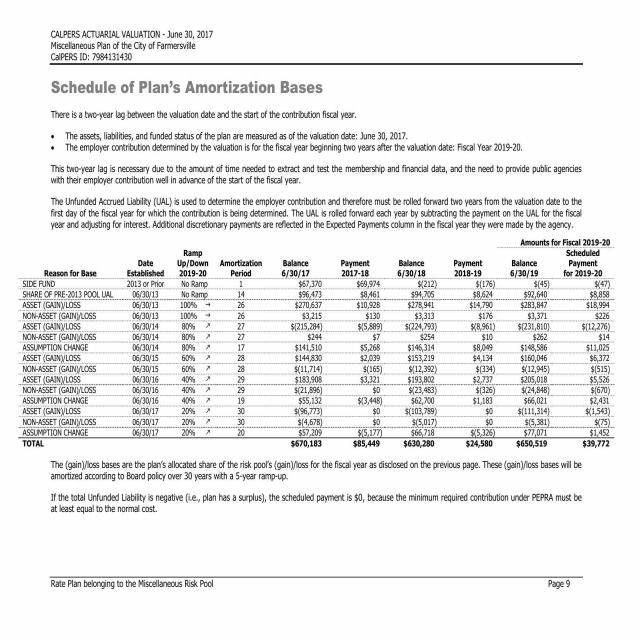 CALPERS ACTUARIAL VALUATION - June 30, 2017
Miscellaneous Plan of the City of Farmersville
CalPERS ID: 7984131430
Schedule of Plan's Amortization Bases
There is a two-year lag between the valuation date and the start of the contribution fiscal year.
• The assets, liabilities, and funded status of the plan are measured as of the valuation date: June 30, 2017.
• The employer contribution determined by the valuation is for the fiscal year beginning two years after the valuation date: Fiscal Year 2019-20.
This two-year lag is necessary due to the amount of time needed to extract and test the membership and financial data, and the need to provide public agencies
with their employer contribution well in advance of the start of the fiscal year.
The Unfunded Accrued Liability (UAL) is used to determine the employer contribution and therefore must be rolled forward two years from the valuation date to the
first day of the fiscal year for which the contribution is being determined. The UAL is rolled forward each year by subtracting the payment on the UAL for the fiscal
year and adjusting for interest. Additional discretionary payments are reflected in the Expected Payments column in the fiscal year they were made by the agency.
Amounts for Fiscal 2019-20
Reason for Base Date Established Ramp Up/Down 2019-20 Amortization Period Balance 6/30/17 Payment 2017-18 Balance 6/30/18 Payment 2018-19 Balance 6/30/19 Scheduled Payment for 2019-20
SIDE FUND 2013 or Prior No Ramp 1 $67,370 $69,974 $(212) $(176) $(45) $(47)
SHARE OF PRE-2013 POOL UAL 06/30/13 No Ramp 14 $96,473 $8,461 $94,705 $8,624 $92,640 $8,858
ASSET (GAIN)/LOSS 06/30/13 100% → 26 $270,637 $10,928 $278,941 $14,790 $283,847 $18,994
NON-ASSET (GAIN)/LOSS 06/30/13 100% → 26 $3,215 $130 $3,313 $176 $3,371 $226
ASSET (GAIN)/LOSS 06/30/14 80% ↗ 27 $(215,284) $(5,889) $(224,793) $(8,961) $(231,810) $(12,276)
NON-ASSET (GAIN)/LOSS 06/30/14 80% ↗ 27 $244 $7 $254 $10 $262 $14
ASSUMPTION CHANGE 06/30/14 80% ↗ 17 $141,510 $5,268 $146,314 $8,049 $148,586 $11,025
ASSET (GAIN)/LOSS 06/30/15 60% ↗ 28 $144,830 $2,039 $153,219 $4,134 $160,046 $6,372
NON-ASSET (GAIN)/LOSS 06/30/15 60% ↗ 28 $(11,714) $(165) $(12,392) $(334) $(12,945) $(515)
ASSET (GAIN)/LOSS 06/30/16 40% ↗ 29 $183,908 $3,321 $193,802 $2,737 $205,018 $5,526
NON-ASSET (GAIN)/LOSS 06/30/16 40% ↗ 29 $(21,896) $0 $(23,483) $(326) $(24,848) $(670)
ASSUMPTION CHANGE 06/30/16 40% ↗ 19 $55,132 $(3,448) $62,700 $1,183 $66,021 $2,431
ASSET (GAIN)/LOSS 06/30/17 20% ↗ 30 $(96,773) $0 $(103,789) $0 $(111,314) $(1,543)
NON-ASSET (GAIN)/LOSS 06/30/17 20% ↗ 30 $(4,678) $0 $(5,017) $0 $(5,381) $(75)
ASSUMPTION CHANGE 06/30/17 20% ↗ 20 $57,209 $(5,177) $66,718 $(5,326) $77,071 $1,452
TOTAL $670,183 $85,449 $630,280 $24,580 $650,519 $39,772
The (gain)/loss bases are the plan's allocated share of the risk pool's (gain)/loss for the fiscal year as disclosed on the previous page. These (gain)/loss bases will be
amortized according to Board policy over 30 years with a 5-year ramp-up.
If the total Unfunded Liability is negative (i.e., plan has a surplus), the scheduled payment is $0, because the minimum required contribution under PEPRA must be
at least equal to the normal cost.
Rate Plan belonging to the Miscellaneous Risk Pool Page 9